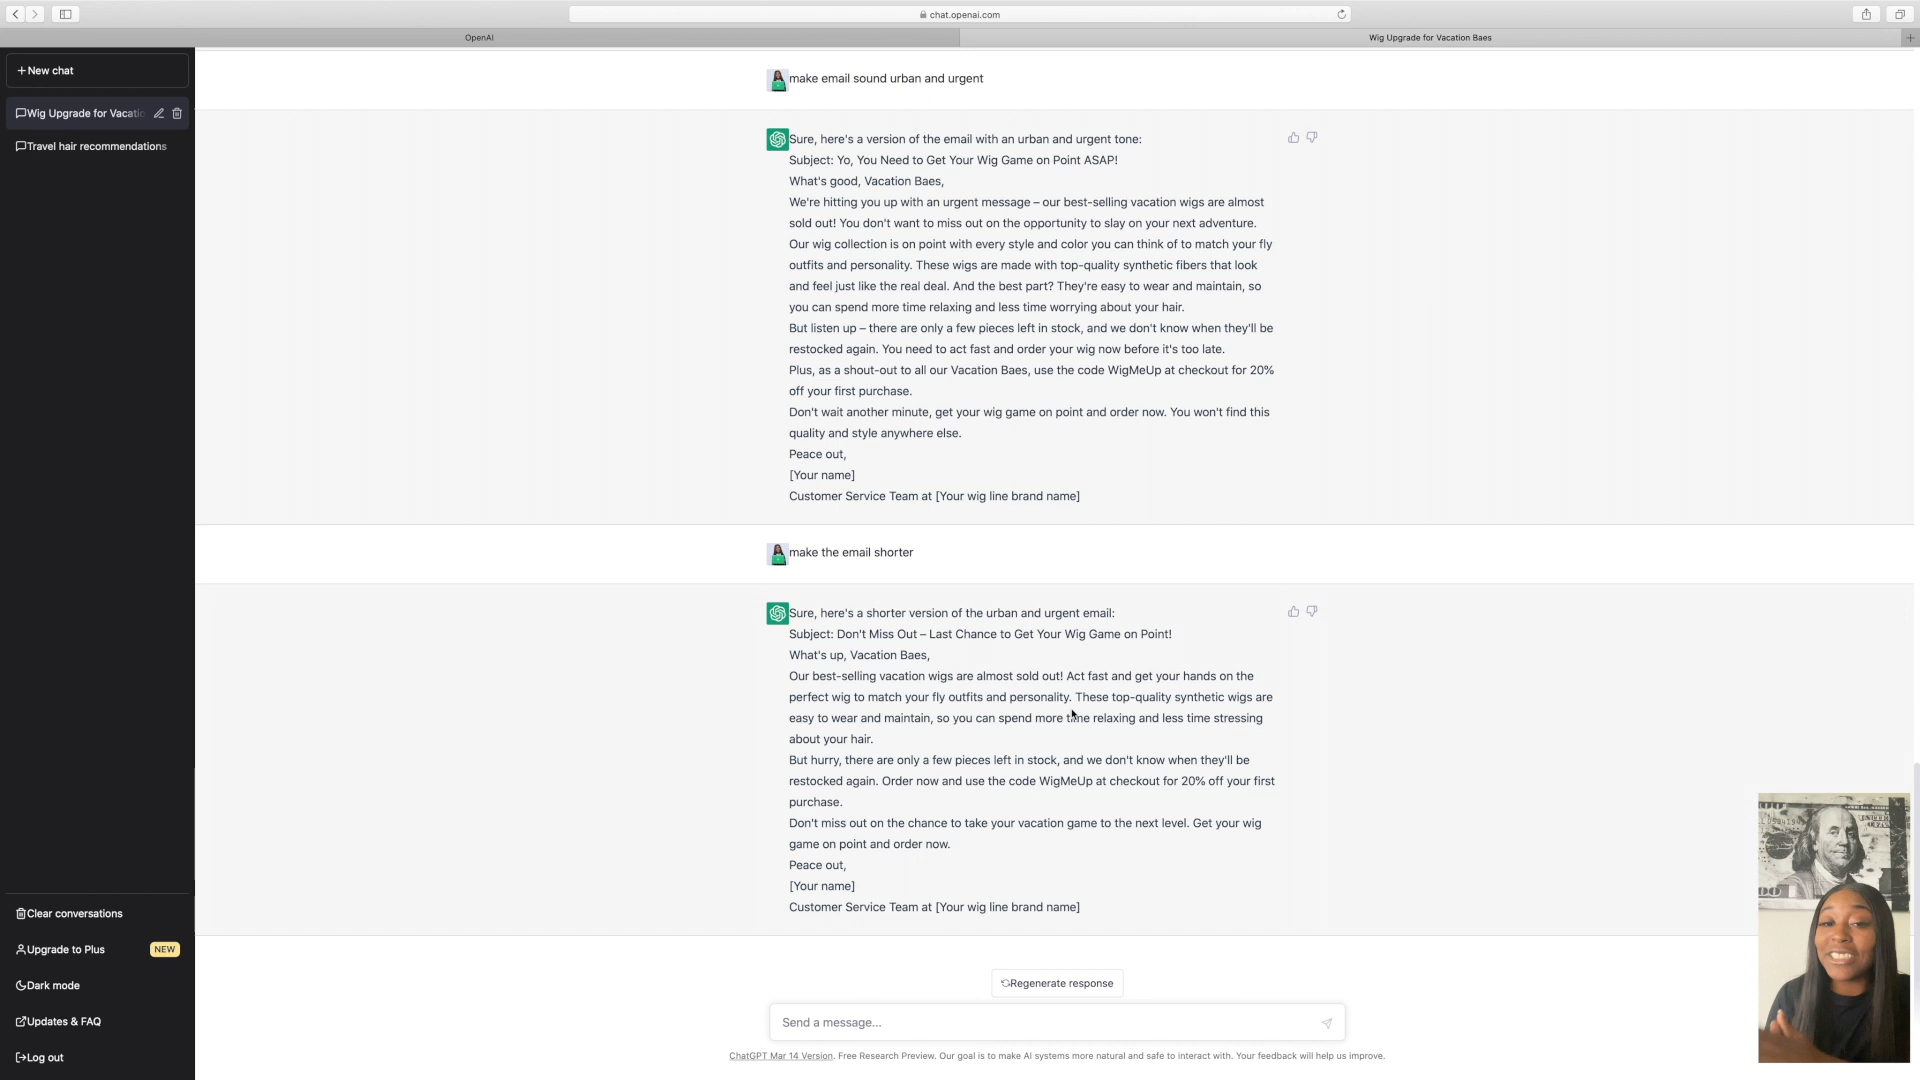 chat.openai.com
OpenAI
Wig Upgrade for Vacation Baes
+ New chat
Wig Upgrade for Vacatio
Travel hair recommendations
make email sound urban and urgent
Sure, here's a version of the email with an urban and urgent tone:
Subject: Yo, You Need to Get Your Wig Game on Point ASAP!
What's good, Vacation Baes,
We're hitting you up with an urgent message – our best-selling vacation wigs are almost
sold out! You don't want to miss out on the opportunity to slay on your next adventure.
Our wig collection is on point with every style and color you can think of to match your fly
outfits and personality. These wigs are made with top-quality synthetic fibers that look
and feel just like the real deal. And the best part? They're easy to wear and maintain, so
you can spend more time relaxing and less time worrying about your hair.
But listen up – there are only a few pieces left in stock, and we don't know when they'll be
restocked again. You need to act fast and order your wig now before it's too late.
Plus, as a shout-out to all our Vacation Baes, use the code WigMeUp at checkout for 20%
off your first purchase.
Don't wait another minute, get your wig game on point and order now. You won't find this
quality and style anywhere else.
Peace out,
[Your name]
Customer Service Team at [Your wig line brand name]
make the email shorter
Sure, here's a shorter version of the urban and urgent email:
Subject: Don't Miss Out – Last Chance to Get Your Wig Game on Point!
What's up, Vacation Baes,
Our best-selling vacation wigs are almost sold out! Act fast and get your hands on the
perfect wig to match your fly outfits and personality. These top-quality synthetic wigs are
easy to wear and maintain, so you can spend more time relaxing and less time stressing
about your hair.
But hurry, there are only a few pieces left in stock, and we don't know when they'll be
restocked again. Order now and use the code WigMeUp at checkout for 20% off your first
purchase.
Don't miss out on the chance to take your vacation game to the next level. Get your wig
game on point and order now.
Peace out,
[Your name]
Customer Service Team at [Your wig line brand name]
Clear conversations
Upgrade to Plus NEW
Dark mode
Updates & FAQ
Log out
Regenerate response
Send a message...
ChatGPT Mar 14 Version. Free Research Preview. Our goal is to make AI systems more natural and safe to interact with. Your feedback will help us improve.